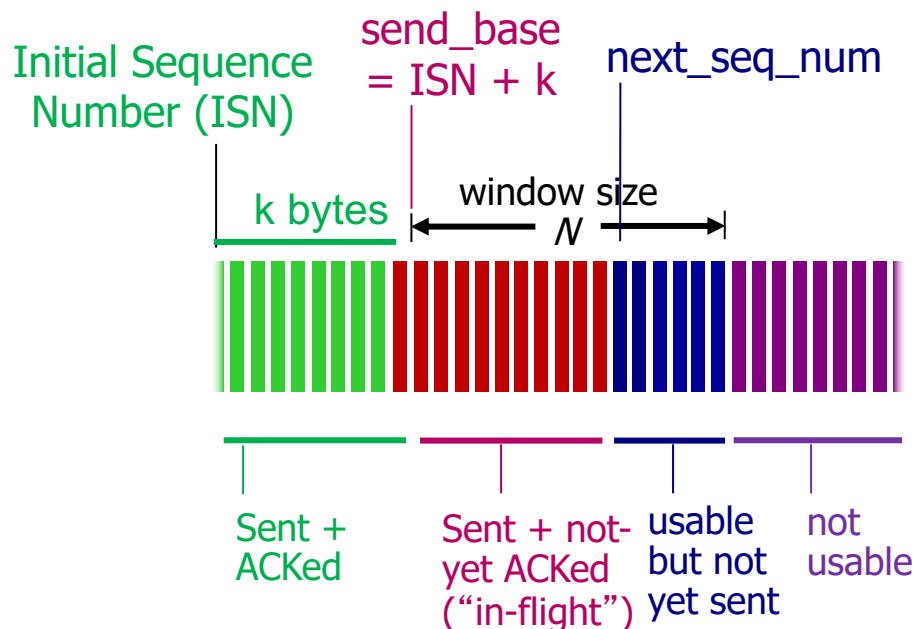 Initial Sequence
Number (ISN)
send_base
= ISN + k
next_seq_num
k bytes
window size
N
Sent +
ACKed
Sent + not-
yet ACKed
(“in-flight”)
usable
but not
yet sent
not
usable